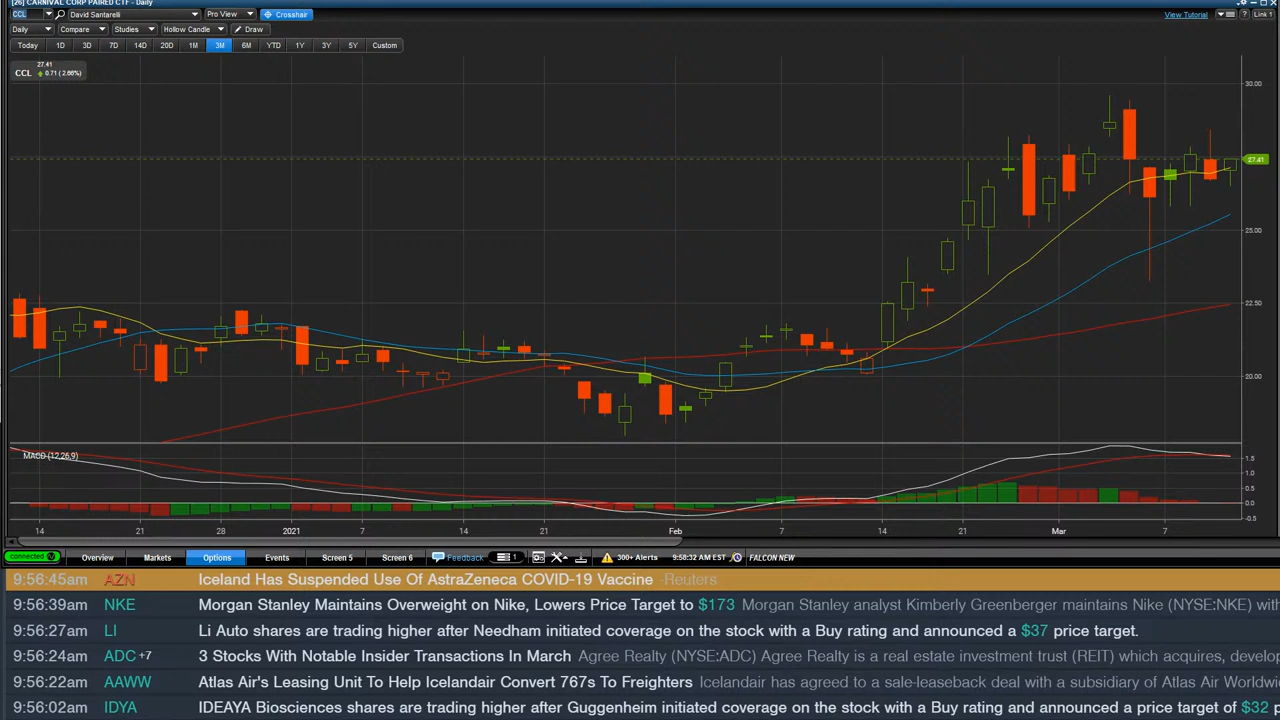 [26] CARNIVAL CORP PAIRED CTF - Daily
CCL David Santarelli Pro View Crosshair View Tutorial ? Link 1
Daily Compare Studies Hollow Candle Draw
Today 1D 3D 7D 14D 20D 1M 3M 6M YTD 1Y 3Y 5Y Custom
27.41
CCL 0.71 (2.66%)
30.00
27.41
25.00
22.50
20.00
MACD (12,26,9)
1.5
1.0
0.5
0.0
-0.5
14 21 28 2021 7 14 21 Feb 7 14 21 Mar 7
connected Overview Markets Options Events Screen 5 Screen 6 Feedback 1 300+ Alerts 9:58:32 AM EST FALCON NEW
9:56:45am AZN Iceland Has Suspended Use Of AstraZeneca COVID-19 Vaccine -Reuters
9:56:39am NKE Morgan Stanley Maintains Overweight on Nike, Lowers Price Target to $173 Morgan Stanley analyst Kimberly Greenberger maintains Nike (NYSE:NKE) with
9:56:27am LI Li Auto shares are trading higher after Needham initiated coverage on the stock with a Buy rating and announced a $37 price target.
9:56:24am ADC +7 3 Stocks With Notable Insider Transactions In March Agree Realty (NYSE:ADC) Agree Realty is a real estate investment trust (REIT) which acquires, develop
9:56:22am AAWW Atlas Air's Leasing Unit To Help Icelandair Convert 767s To Freighters Icelandair has agreed to a sale-leaseback deal with a subsidiary of Atlas Air Worldwi
9:56:02am IDYA IDEAYA Biosciences shares are trading higher after Guggenheim initiated coverage on the stock with a Buy rating and announced a price target of $32 p